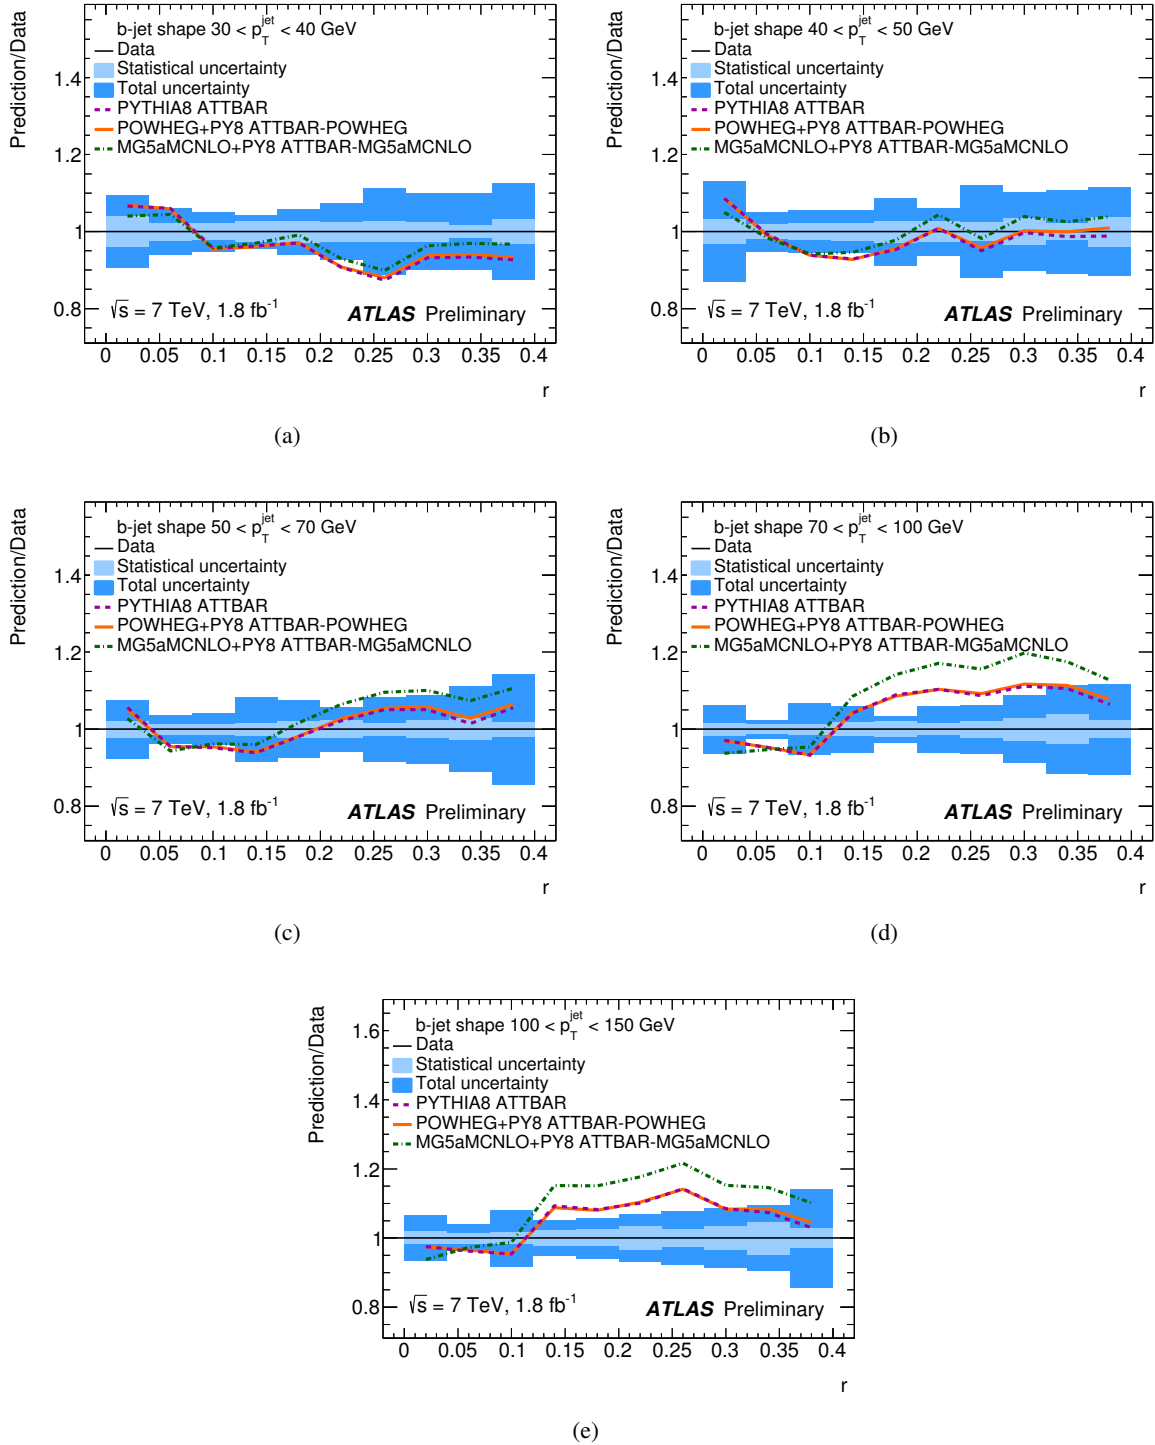 b-jet shape 30 < p_T^jet < 40 GeV
Data
Statistical uncertainty
Total uncertainty
PYTHIA8 ATTBAR
POWHEG+PY8 ATTBAR-POWHEG
MG5aMCNLO+PY8 ATTBAR-MG5aMCNLO
Prediction/Data
1.4
1.2
1
0.8
√s = 7 TeV, 1.8 fb⁻¹
ATLAS Preliminary
0 0.05 0.1 0.15 0.2 0.25 0.3 0.35 0.4
r
(a)
b-jet shape 40 < p_T^jet < 50 GeV
Data
Statistical uncertainty
Total uncertainty
PYTHIA8 ATTBAR
POWHEG+PY8 ATTBAR-POWHEG
MG5aMCNLO+PY8 ATTBAR-MG5aMCNLO
Prediction/Data
1.4
1.2
1
0.8
√s = 7 TeV, 1.8 fb⁻¹
ATLAS Preliminary
0 0.05 0.1 0.15 0.2 0.25 0.3 0.35 0.4
r
(b)
b-jet shape 50 < p_T^jet < 70 GeV
Data
Statistical uncertainty
Total uncertainty
PYTHIA8 ATTBAR
POWHEG+PY8 ATTBAR-POWHEG
MG5aMCNLO+PY8 ATTBAR-MG5aMCNLO
Prediction/Data
1.4
1.2
1
0.8
√s = 7 TeV, 1.8 fb⁻¹
ATLAS Preliminary
0 0.05 0.1 0.15 0.2 0.25 0.3 0.35 0.4
r
(c)
b-jet shape 70 < p_T^jet < 100 GeV
Data
Statistical uncertainty
Total uncertainty
PYTHIA8 ATTBAR
POWHEG+PY8 ATTBAR-POWHEG
MG5aMCNLO+PY8 ATTBAR-MG5aMCNLO
Prediction/Data
1.4
1.2
1
0.8
√s = 7 TeV, 1.8 fb⁻¹
ATLAS Preliminary
0 0.05 0.1 0.15 0.2 0.25 0.3 0.35 0.4
r
(d)
b-jet shape 100 < p_T^jet < 150 GeV
Data
Statistical uncertainty
Total uncertainty
PYTHIA8 ATTBAR
POWHEG+PY8 ATTBAR-POWHEG
MG5aMCNLO+PY8 ATTBAR-MG5aMCNLO
Prediction/Data
1.6
1.4
1.2
1
0.8
√s = 7 TeV, 1.8 fb⁻¹
ATLAS Preliminary
0 0.05 0.1 0.15 0.2 0.25 0.3 0.35 0.4
r
(e)